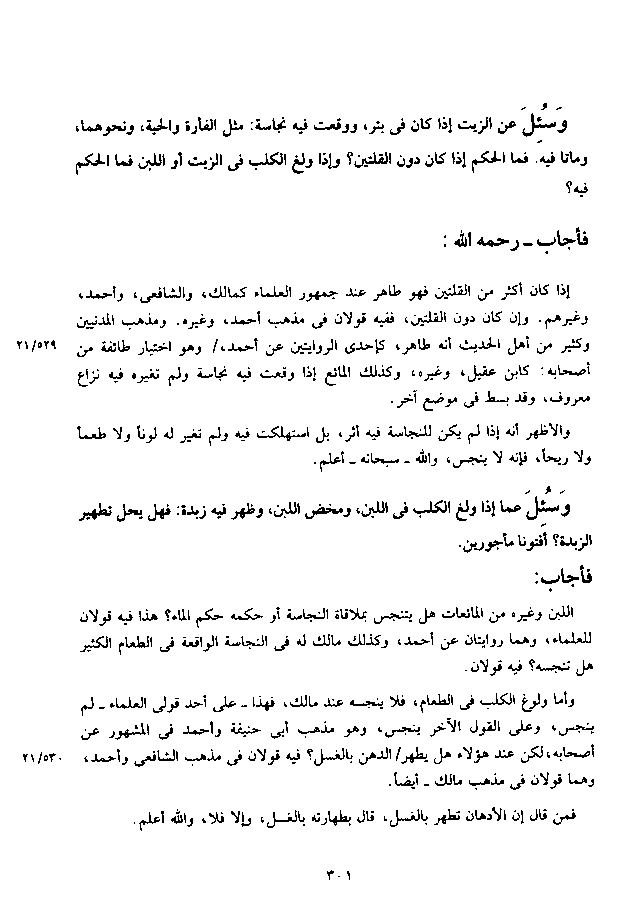 وَسُئِلَ عن الزيت إذا كان فى بئر، ووقعت فيه نجاسة: مثل الفأرة والحية، ونحوهما،
وماتا فيه. فما الحكم إذا كان دون القلتين؟ وإذا ولغ الكلب فى الزيت أو اللبن فما الحكم
فيه؟
فأجاب ـ رحمه الله :
إذا كان أكثر من القلتين فهو طاهر عند جمهور العلماء كمالك، والشافعى، وأحمد،
وغيرهم. وإن كان دون القلتين، ففيه قولان فى مذهب أحمد، وغيره. ومذهب المدنيين
وكثير من أهل الحديث أنه طاهر، كإحدى الروايتين عن أحمد،/ وهو اختيار طائفة من ٢١/٥٢٩
أصحابه: كابن عقيل، وغيره، وكذلك المائع إذا وقعت فيه نجاسة ولم تغيره فيه نزاع
معروف، وقد بسط فى موضع آخر.
والأظهر أنه إذا لم يكن للنجاسة فيه أثر، بل استهلكت فيه ولم تغير له لوناً ولا طعماً
ولا ريحاً، فإنه لا ينجس، والله ـ سبحانه ـ أعلم.
وَسُئِلَ عما إذا ولغ الكلب فى اللبن، ومخض اللبن، وظهر فيه زبدة: فهل يحل تطهير
الزبدة؟ أفتونا مأجورين.
فأجاب:
اللبن وغيره من المائعات هل يتنجس بملاقاة النجاسة أو حكمه حكم الماء؟ هذا فيه قولان
للعلماء، وهما روايتان عن أحمد، وكذلك مالك له فى النجاسة الواقعة فى الطعام الكثير
هل تنجسه؟ فيه قولان.
وأما ولوغ الكلب فى الطعام، فلا ينجسه عند مالك، فهذا ـ على أحد قولى العلماء ـ لم
ينجس، وعلى القول الآخر ينجس، وهو مذهب أبى حنيفة وأحمد فى المشهور عن
أصحابه،لكن عند هؤلاء هل يطهر/ الدهن بالغسل؟ فيه قولان فى مذهب الشافعى وأحمد، ٢١/٥٣٠
وهما قولان فى مذهب مالك ـ أيضاً.
فمن قال إن الأدهان تطهر بالغسل، قال بطهارته بالغسل، وإلا فلا، والله أعلم.
٣٠١